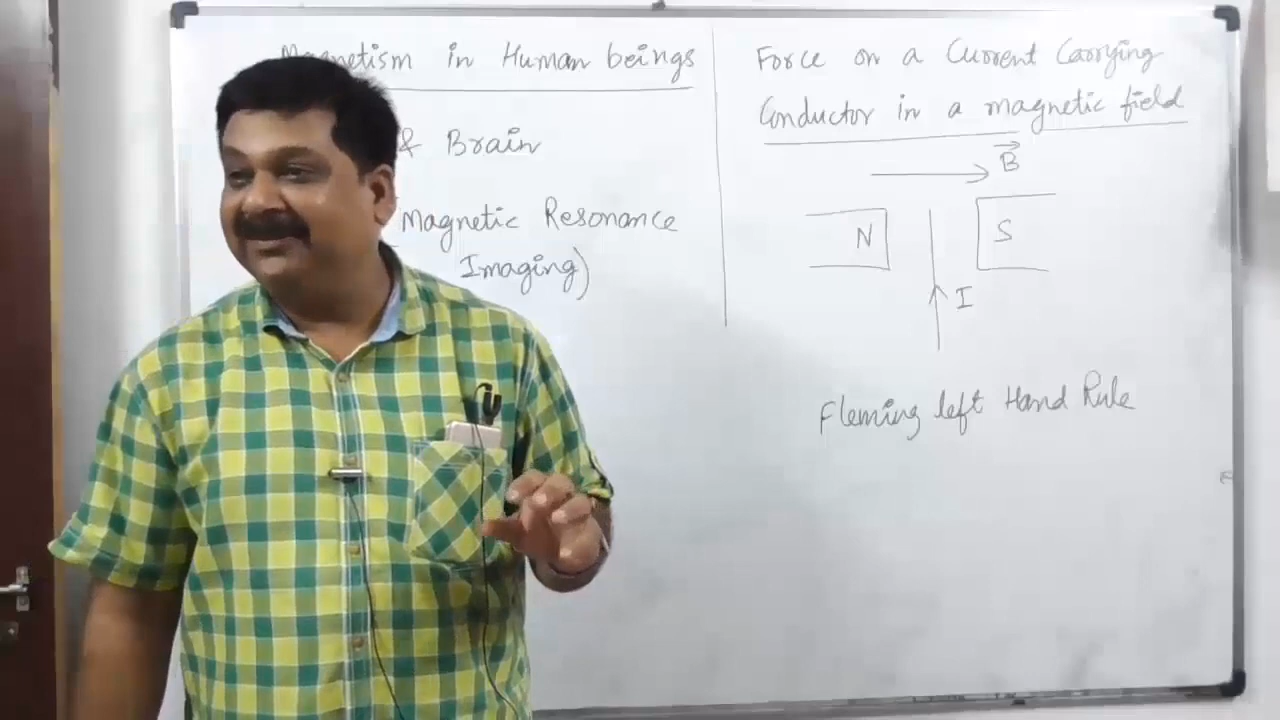 Magnetism in Human beings
& Brain
(Magnetic Resonance
Imaging)
Force on a Current Carrying
Conductor in a magnetic field
B
N
S
I
Fleming left Hand Rule